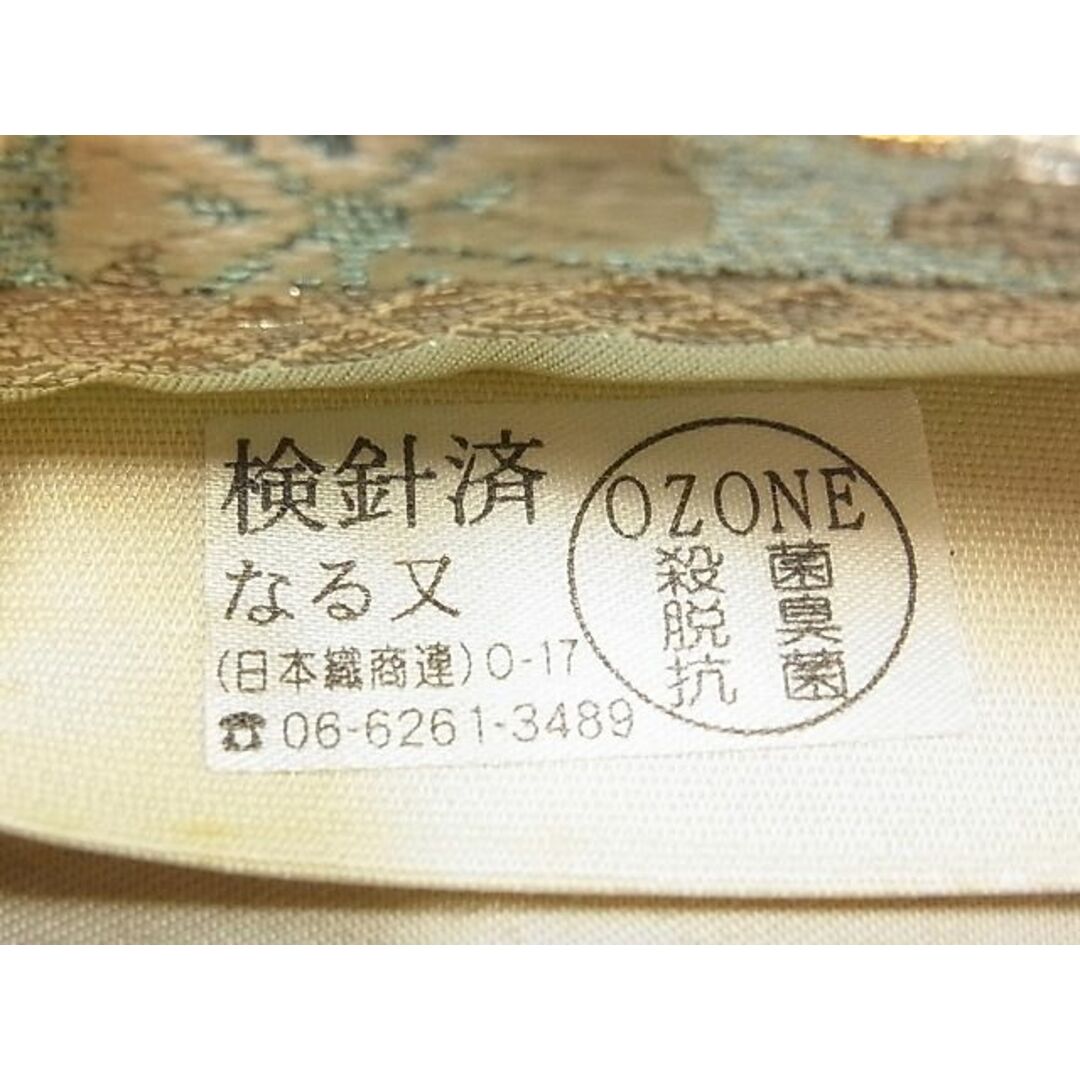 検針済
なる又
(日本織商連)0-17
☎06-6261-3489
OZONE
殺菌
脱臭
抗菌